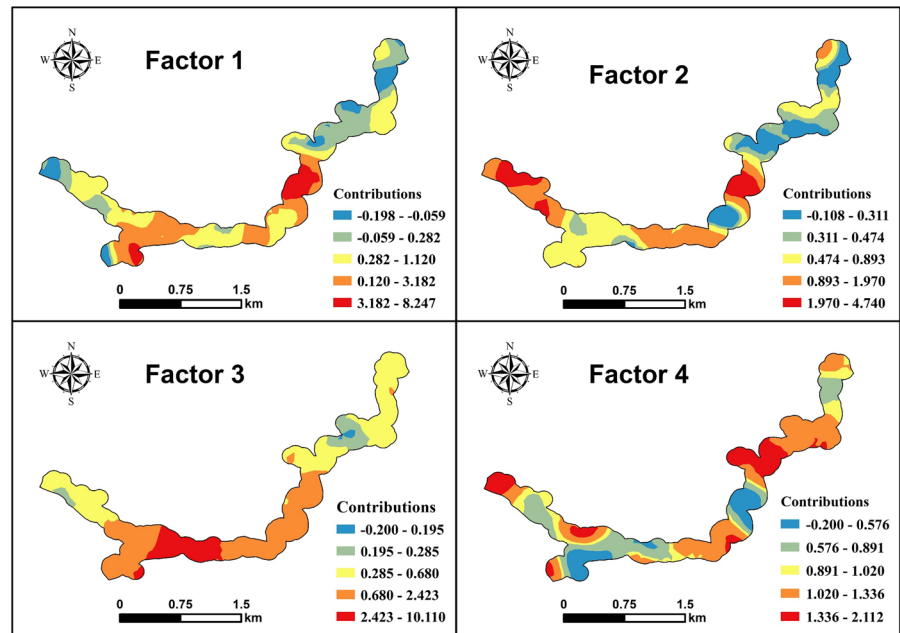 N
W E
S
Factor 1
Contributions
-0.198 - -0.059
-0.059 - 0.282
0.282 - 1.120
0.120 - 3.182
3.182 - 8.247
0 0.75 1.5
km
N
W E
S
Factor 2
Contributions
-0.108 - 0.311
0.311 - 0.474
0.474 - 0.893
0.893 - 1.970
1.970 - 4.740
0 0.75 1.5
km
N
W E
S
Factor 3
Contributions
-0.200 - 0.195
0.195 - 0.285
0.285 - 0.680
0.680 - 2.423
2.423 - 10.110
0 0.75 1.5
km
N
W E
S
Factor 4
Contributions
-0.200 - 0.576
0.576 - 0.891
0.891 - 1.020
1.020 - 1.336
1.336 - 2.112
0 0.75 1.5
km